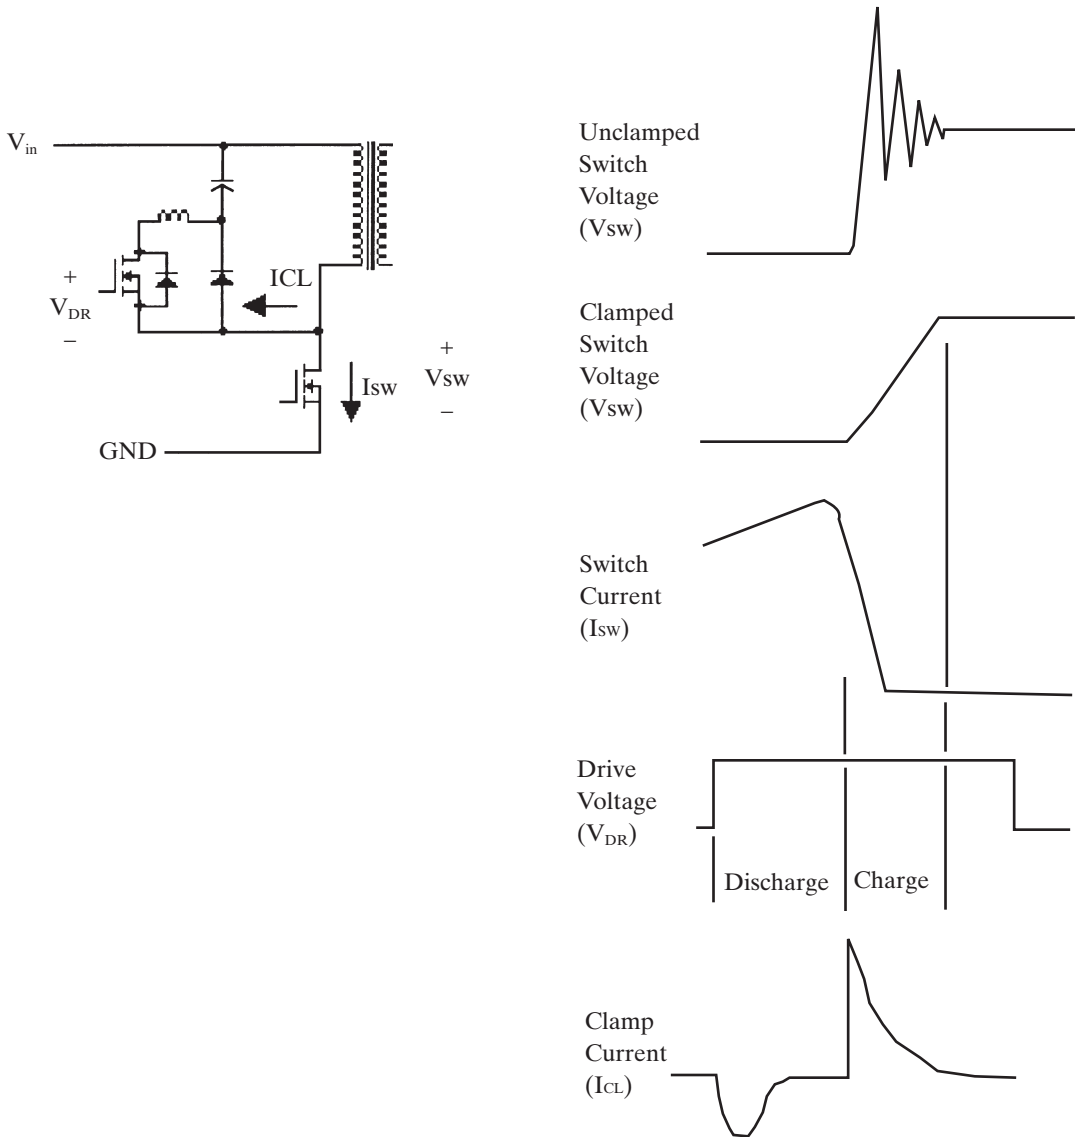 V_in
ICL
+
V_DR
−
+
Vsw
−
Isw
GND
Unclamped
Switch
Voltage
(Vsw)
Clamped
Switch
Voltage
(Vsw)
Switch
Current
(Isw)
Drive
Voltage
(V_DR)
Discharge
Charge
Clamp
Current
(ICL)